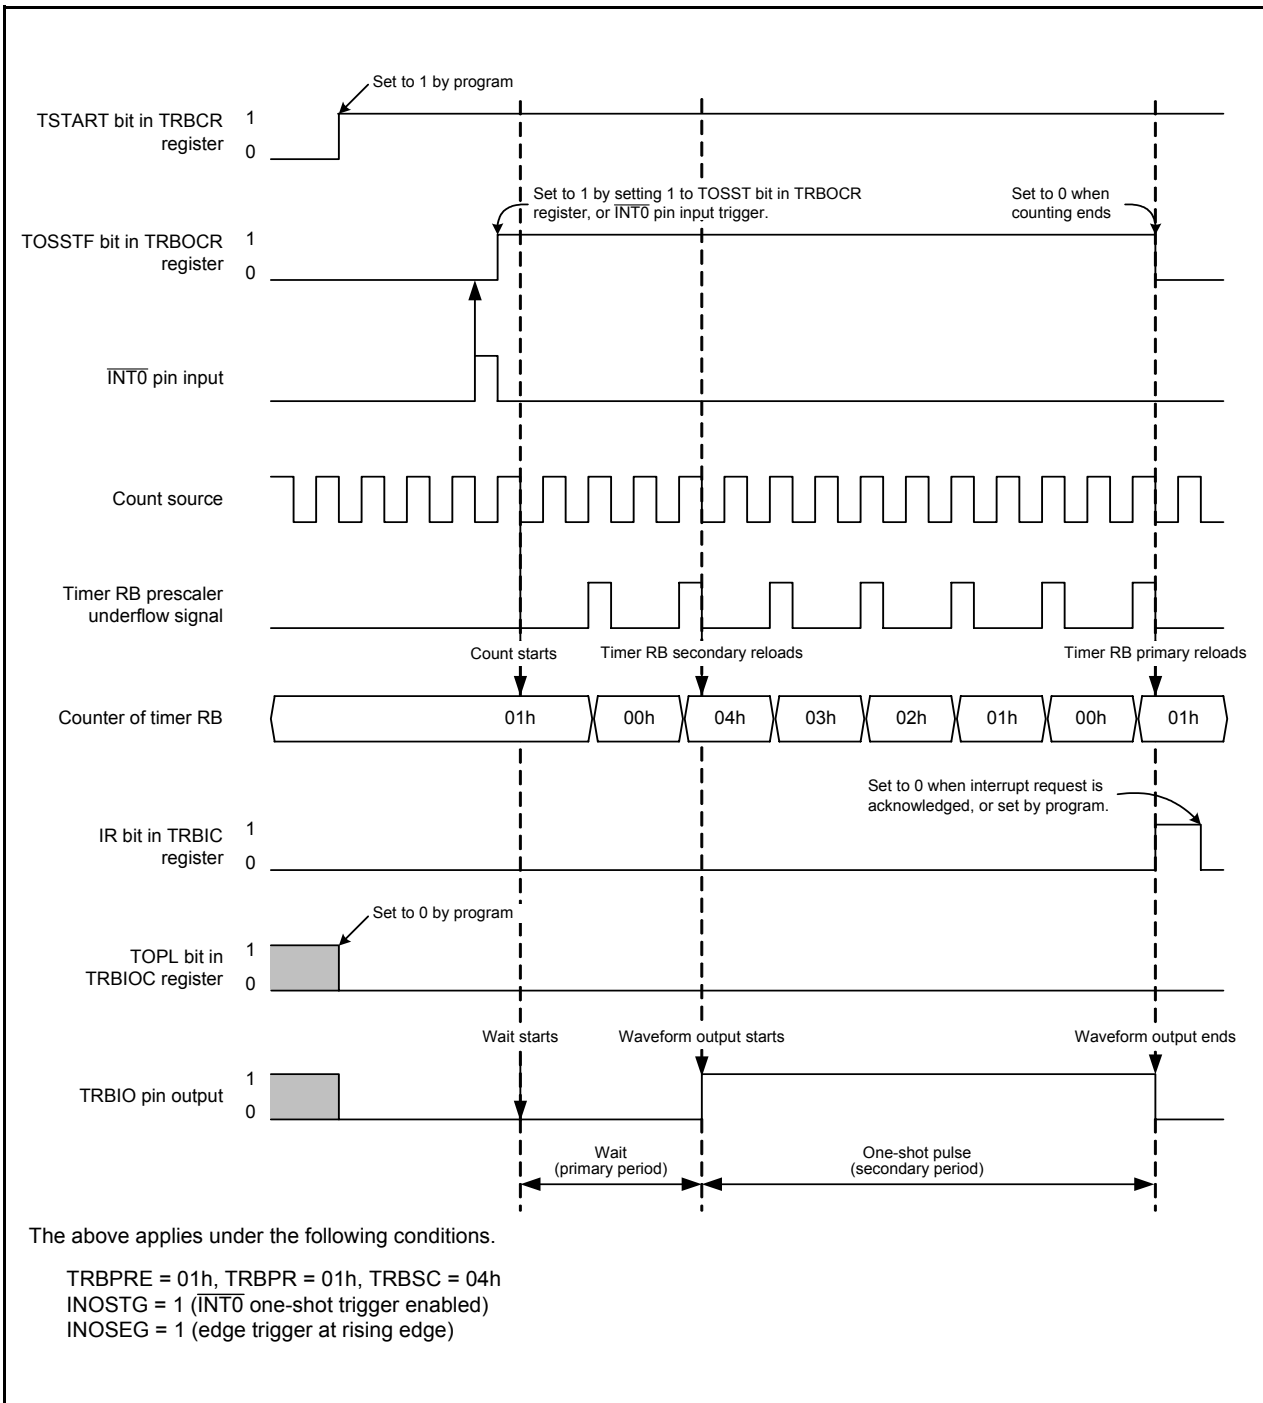 Set to 1 by program
TSTART bit in TRBCR
register
1
0
Set to 1 by setting 1 to TOSST bit in TRBOCR
register, or INT0 pin input trigger.
Set to 0 when
counting ends
TOSSTF bit in TRBOCR
register
1
0
INT0 pin input
Count source
Timer RB prescaler
underflow signal
Count starts
Timer RB secondary reloads
Timer RB primary reloads
Counter of timer RB
01h 00h 04h 03h 02h 01h 00h 01h
Set to 0 when interrupt request is
acknowledged, or set by program.
IR bit in TRBIC
register
1
0
Set to 0 by program
TOPL bit in
TRBIOC register
1
0
Wait starts
Waveform output starts
Waveform output ends
TRBIO pin output
1
0
Wait
(primary period)
One-shot pulse
(secondary period)
The above applies under the following conditions.
TRBPRE = 01h, TRBPR = 01h, TRBSC = 04h
INOSTG = 1 (INT0 one-shot trigger enabled)
INOSEG = 1 (edge trigger at rising edge)